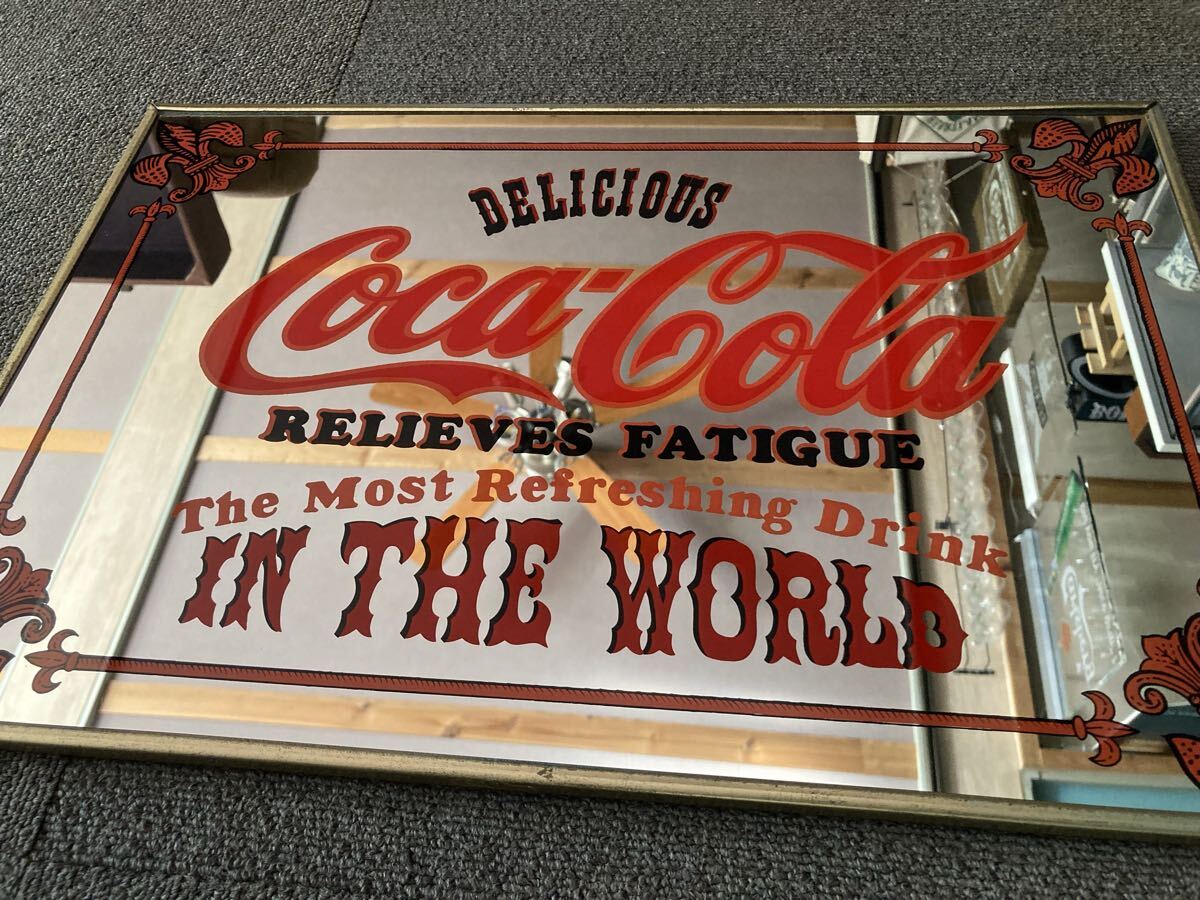 DELICIOUS
Coca-Cola
RELIEVES FATIGUE
The Most Refreshing Drink
IN THE WORLD